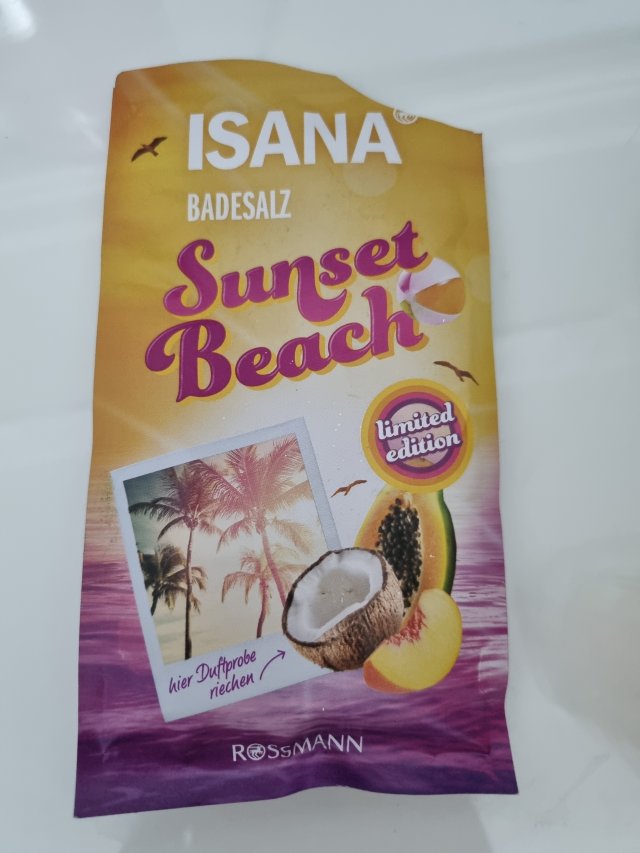 ISANA
BADESALZ
Sunset
Beach
limited
edition
hier Duftprobe
riechen
ROSSMANN